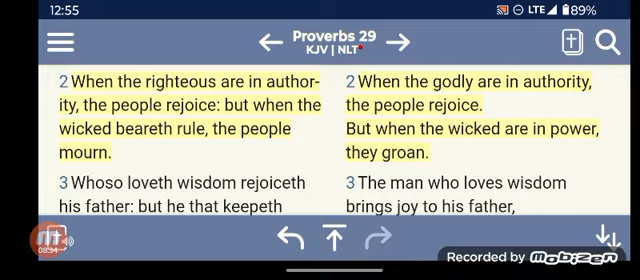 12:55
LTE 89%
Proverbs 29
KJV | NLT
2 When the righteous are in author-
ity, the people rejoice: but when the
wicked beareth rule, the people
mourn.
3 Whoso loveth wisdom rejoiceth
his father: but he that keepeth
2 When the godly are in authority,
the people rejoice.
But when the wicked are in power,
they groan.
3 The man who loves wisdom
brings joy to his father,
08:34
Recorded by Mobizen